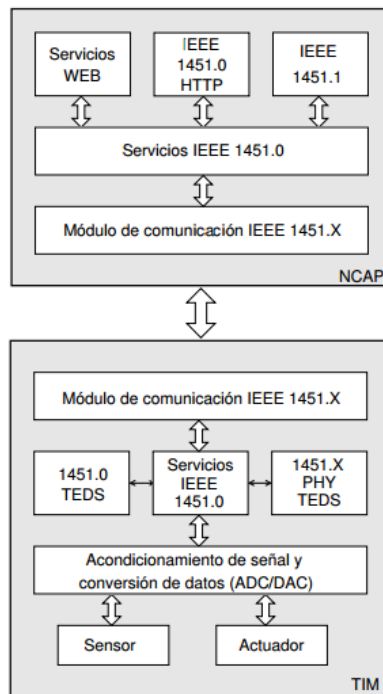 Servicios
WEB
IEEE
1451.0
HTTP
IEEE
1451.1
Servicios IEEE 1451.0
Módulo de comunicación IEEE 1451.X
NCAP
Módulo de comunicación IEEE 1451.X
1451.0
TEDS
Servicios
IEEE
1451.0
1451.X
PHY
TEDS
Acondicionamiento de señal y
conversión de datos (ADC/DAC)
Sensor
Actuador
TIM